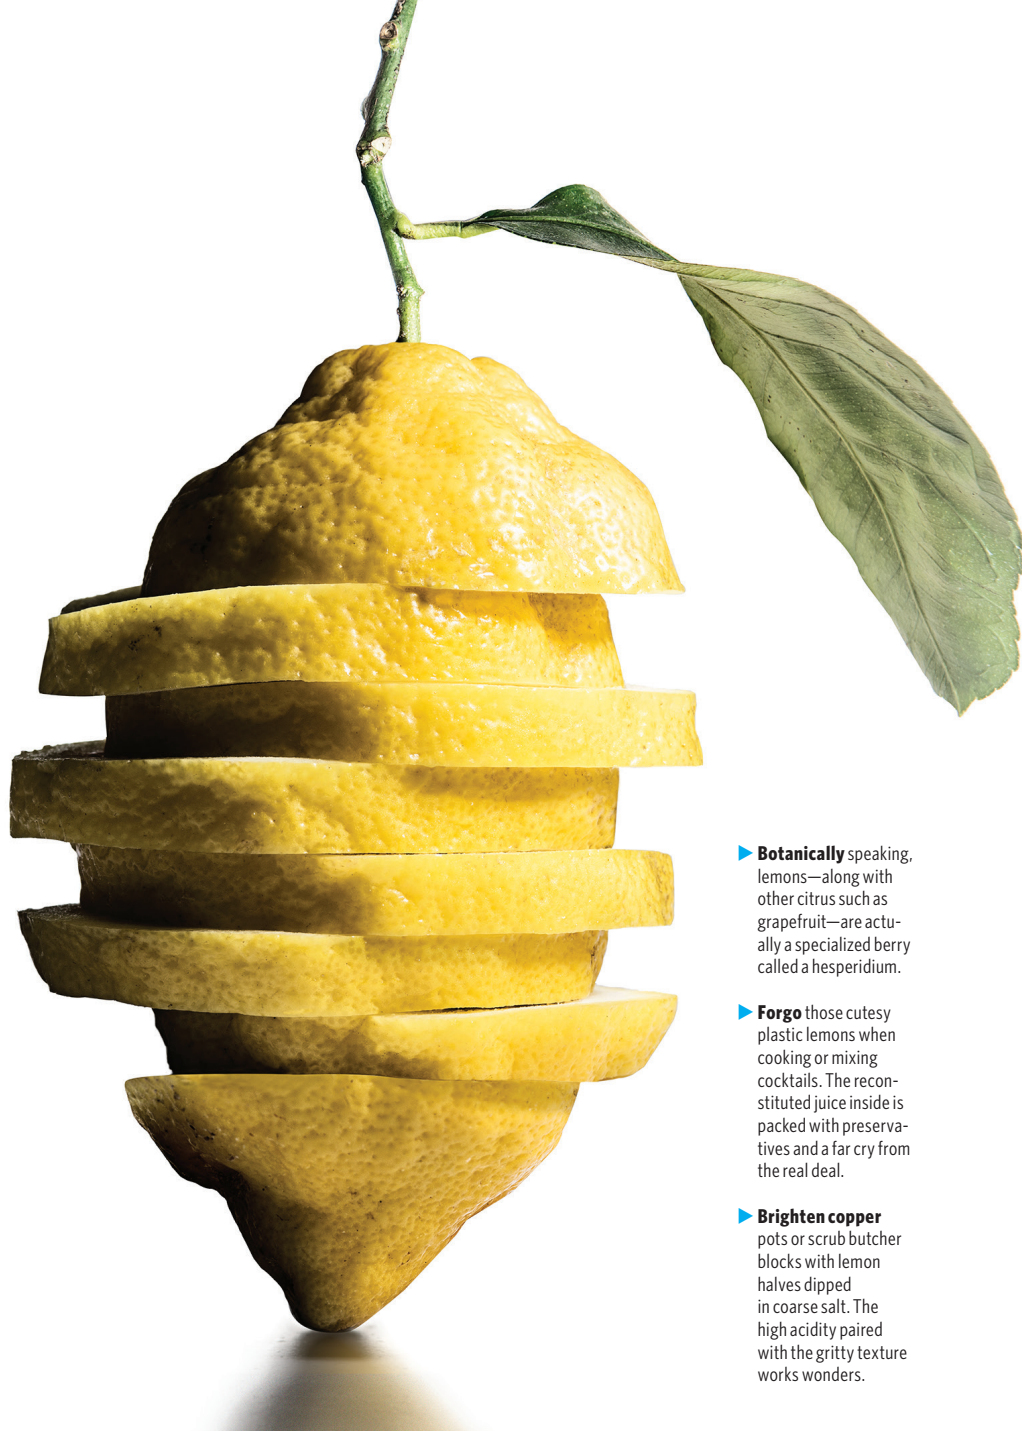 Botanically speaking,
lemons—along with
other citrus such as
grapefruit—are actu-
ally a specialized berry
called a hesperidium.
Forgo those cutesy
plastic lemons when
cooking or mixing
cocktails. The recon-
stituted juice inside is
packed with preserva-
tives and a far cry from
the real deal.
Brighten copper
pots or scrub butcher
blocks with lemon
halves dipped
in coarse salt. The
high acidity paired
with the gritty texture
works wonders.